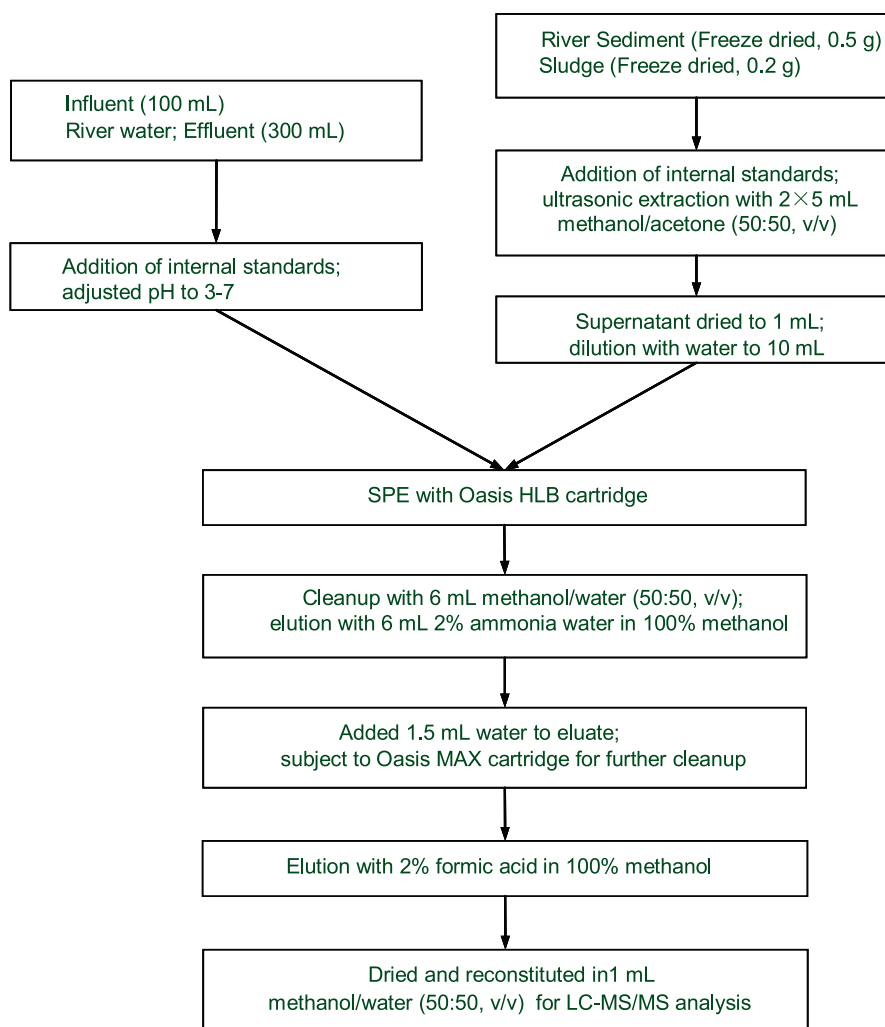 Influent (100 mL)
River water; Effluent (300 mL)
Addition of internal standards;
adjusted pH to 3-7
River Sediment (Freeze dried, 0.5 g)
Sludge (Freeze dried, 0.2 g)
Addition of internal standards;
ultrasonic extraction with 2×5 mL
methanol/acetone (50:50, v/v)
Supernatant dried to 1 mL;
dilution with water to 10 mL
SPE with Oasis HLB cartridge
Cleanup with 6 mL methanol/water (50:50, v/v);
elution with 6 mL 2% ammonia water in 100% methanol
Added 1.5 mL water to eluate;
subject to Oasis MAX cartridge for further cleanup
Elution with 2% formic acid in 100% methanol
Dried and reconstituted in1 mL
methanol/water (50:50, v/v) for LC-MS/MS analysis